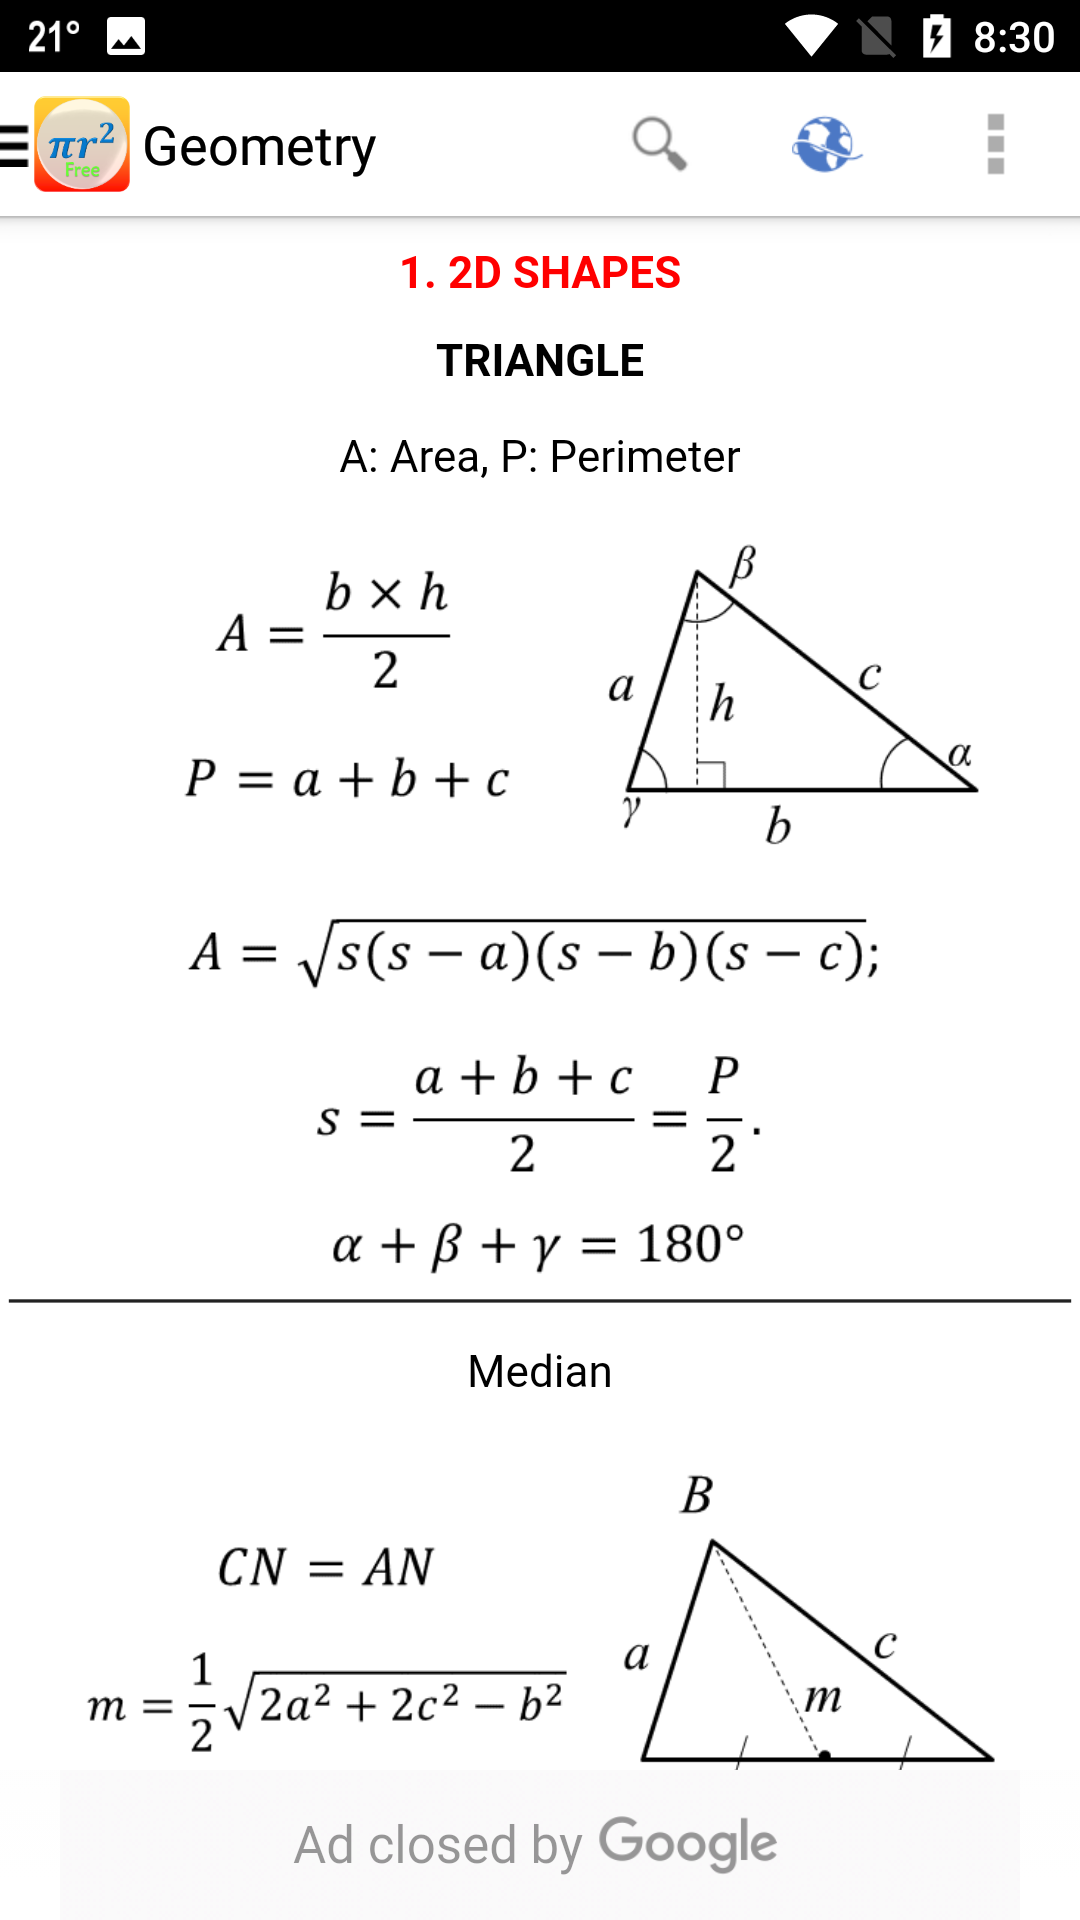 21° 8:30
πr² Free Geometry
1. 2D SHAPES
TRIANGLE
A: Area, P: Perimeter
A = b × h / 2
P = a + b + c
β
a
h
c
α
γ
b
A = √s(s − a)(s − b)(s − c);
s = a + b + c / 2 = P / 2 .
α + β + γ = 180°
Median
B
CN = AN
a
c
m = 1/2 √2a² + 2c² − b²
m
Ad closed by Google